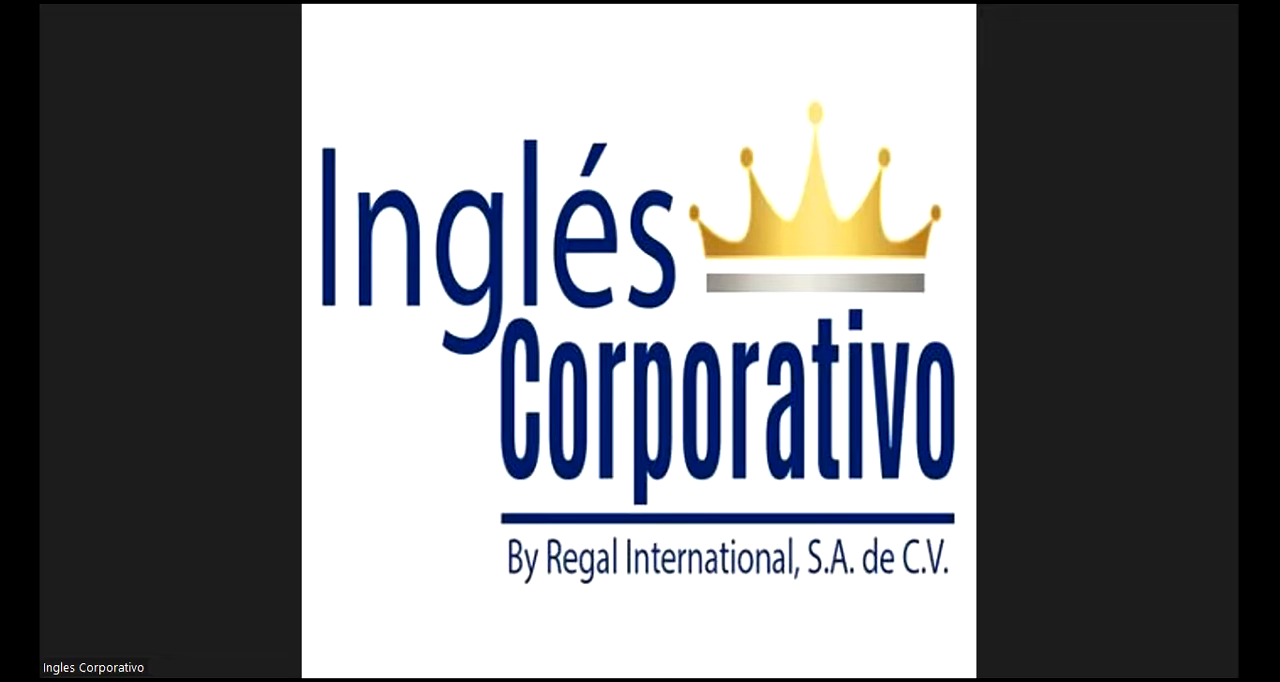 Inglés
Corporativo
By Regal International, S.A. de C.V.
Ingles Corporativo